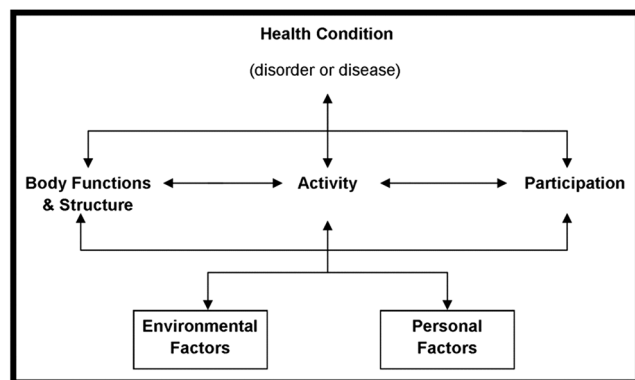 Health Condition
(disorder or disease)
Body Functions
& Structure
Activity
Participation
Environmental
Factors
Personal
Factors